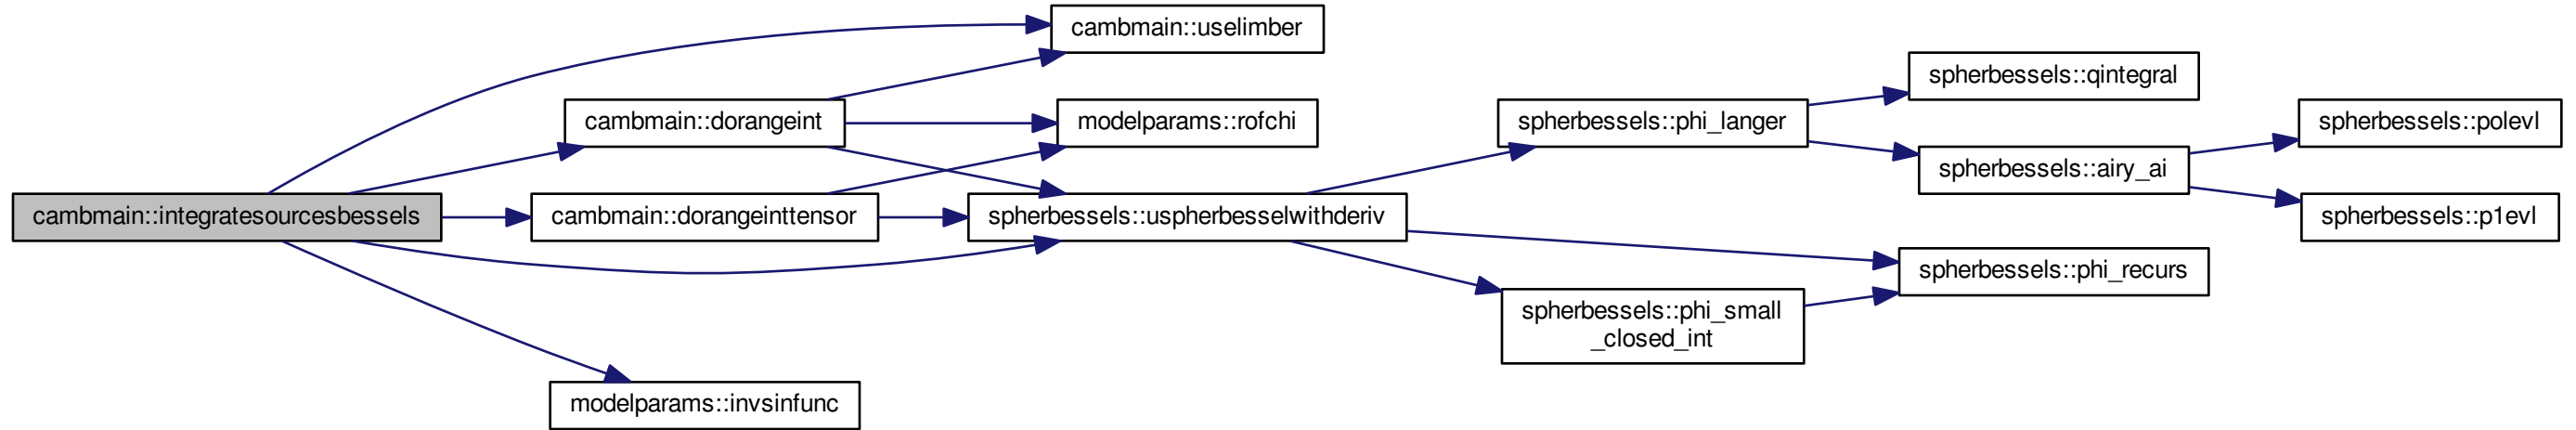 cambmain::integratesourcesbessels
cambmain::uselimber
cambmain::dorangeint
modelparams::rofchi
cambmain::dorangeinttensor
spherbessels::uspherbesselwithderiv
modelparams::invsinfunc
spherbessels::phi_langer
spherbessels::qintegral
spherbessels::airy_ai
spherbessels::polevl
spherbessels::p1evl
spherbessels::phi_recurs
spherbessels::phi_small
_closed_int